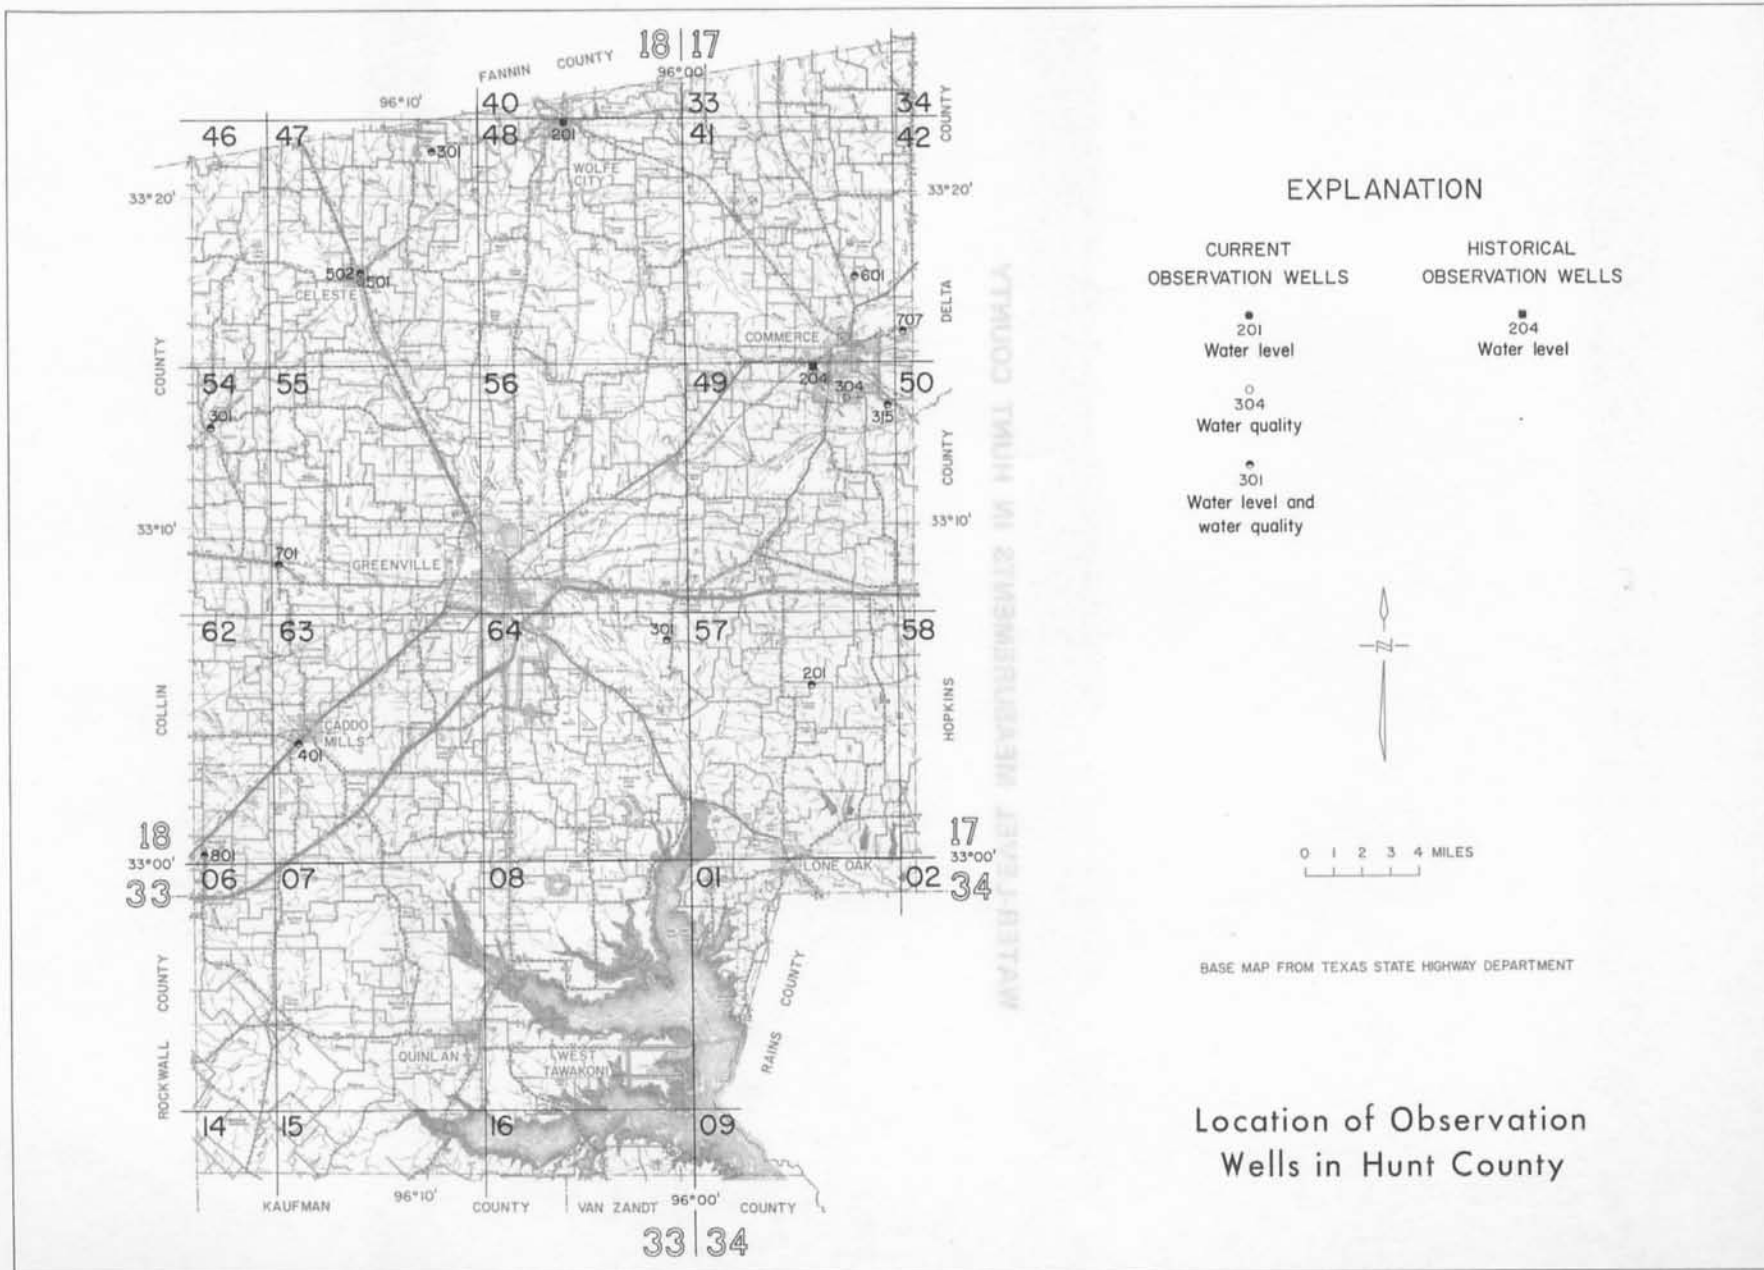 18 | 17
FANNIN COUNTY
96°00'
96°10'
40 33 34
46 47 48 41 42
COUNTY
201
301
WOLFE
CITY
33°20' 33°20'
502 501
CELESTE
601
DELTA
707
COMMERCE
COUNTY
54 55 56 49 50
204 304
301
315
COUNTY
33°10' 33°10'
701
GREENVILLE
62 63 64 57 58
301
201
COLLIN
HOPKINS
CADDO
MILLS
401
18 17
801
33°00' 33°00'
LONE OAK
06 07 08 01 02
33 34
ROCKWALL COUNTY
RAINS COUNTY
QUINLAN
WEST
TAWAKONI
14 15 16 09
96°10' 96°00'
KAUFMAN COUNTY VAN ZANDT COUNTY
33 | 34
WATER-LEVEL MEASUREMENTS IN HUNT COUNTY
EXPLANATION
CURRENT
OBSERVATION WELLS
201
Water level
304
Water quality
301
Water level and
water quality
HISTORICAL
OBSERVATION WELLS
204
Water level
N
0 1 2 3 4 MILES
BASE MAP FROM TEXAS STATE HIGHWAY DEPARTMENT
Location of Observation
Wells in Hunt County